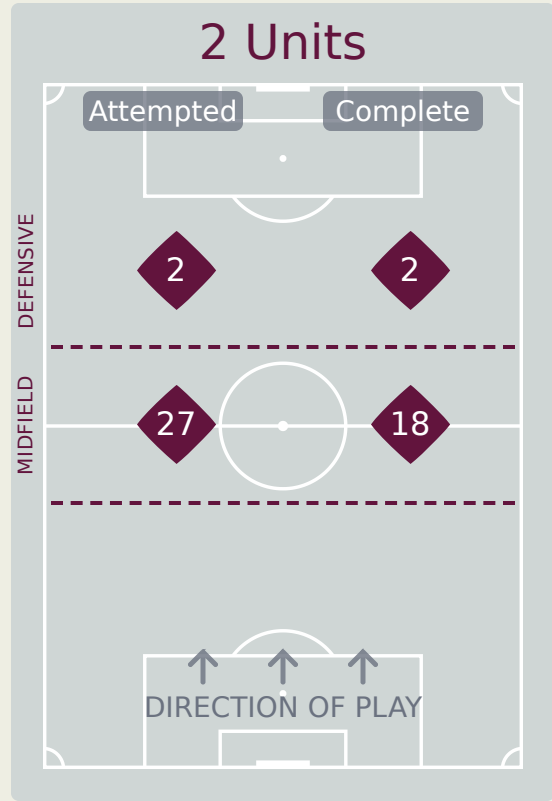 2 Units
Attempted
Complete
DEFENSIVE
2
2
MIDFIELD
27
18
DIRECTION OF PLAY